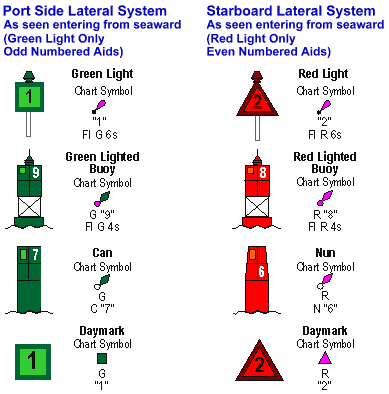 Port Side Lateral System
As seen entering from seaward
(Green Light Only
Odd Numbered Aids)
1
Green Light
Chart Symbol
"1"
Fl G 6s
9
Green Lighted
Buoy
Chart Symbol
G "9"
Fl G 4s
7
Can
Chart Symbol
G
C "7"
1
Daymark
Chart Symbol
G
"1"
Starboard Lateral System
As seen entering from seaward
(Red Light Only
Even Numbered Aids)
2
Red Light
Chart Symbol
"2"
Fl R 6s
8
Red Lighted
Buoy
Chart Symbol
R "8"
Fl R 4s
6
Nun
Chart Symbol
R
N "6"
2
Daymark
Chart Symbol
R
"2"